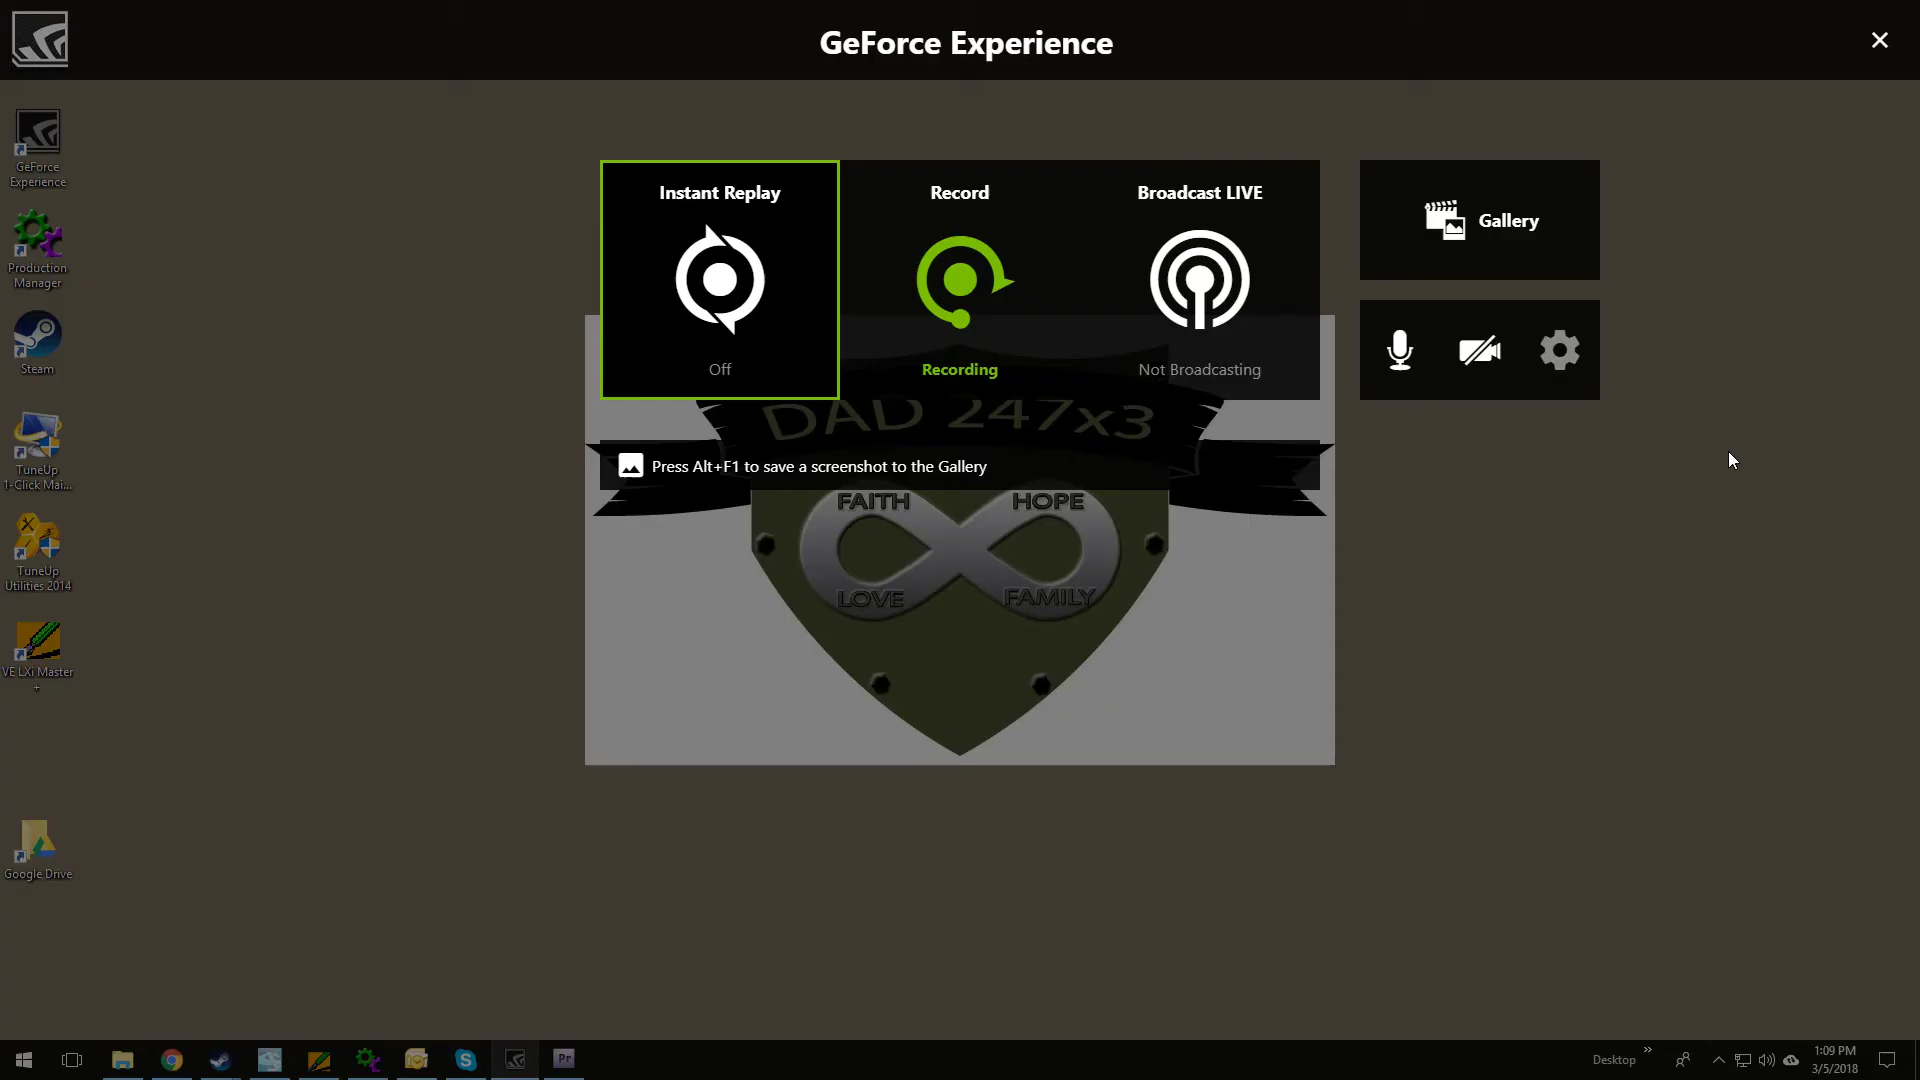 GeForce Experience
GeForce
Experience
Production
Manager
Steam
TuneUp
1-Click Mai...
TuneUp
Utilities 2014
VE LXi Master
+
Google Drive
Instant Replay
Off
Record
Recording
Broadcast LIVE
Not Broadcasting
Gallery
Press Alt+F1 to save a screenshot to the Gallery
DAD 247x3
FAITH HOPE
LOVE FAMILY
Pr
Desktop
1:09 PM
3/5/2018